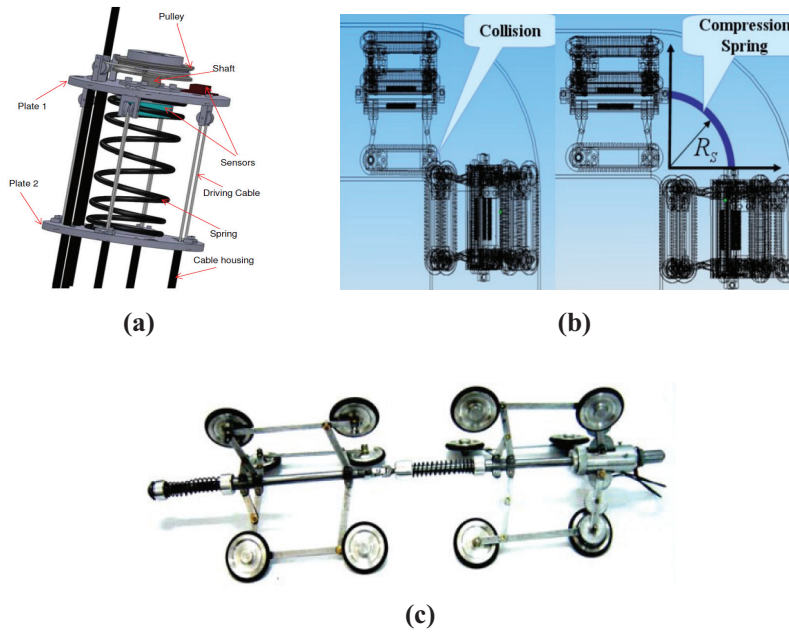 Pulley
Shaft
Plate 1
Sensors
Driving Cable
Plate 2
Spring
Cable housing
(a)
Collision
Compression
Spring
R_S
(b)
(c)